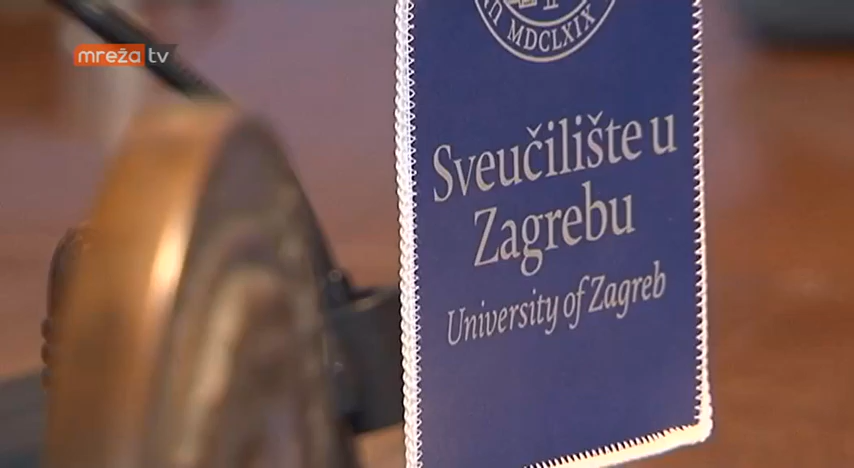 mreža tv
MDCLXIX
Sveučilište u
Zagrebu
University of Zagreb